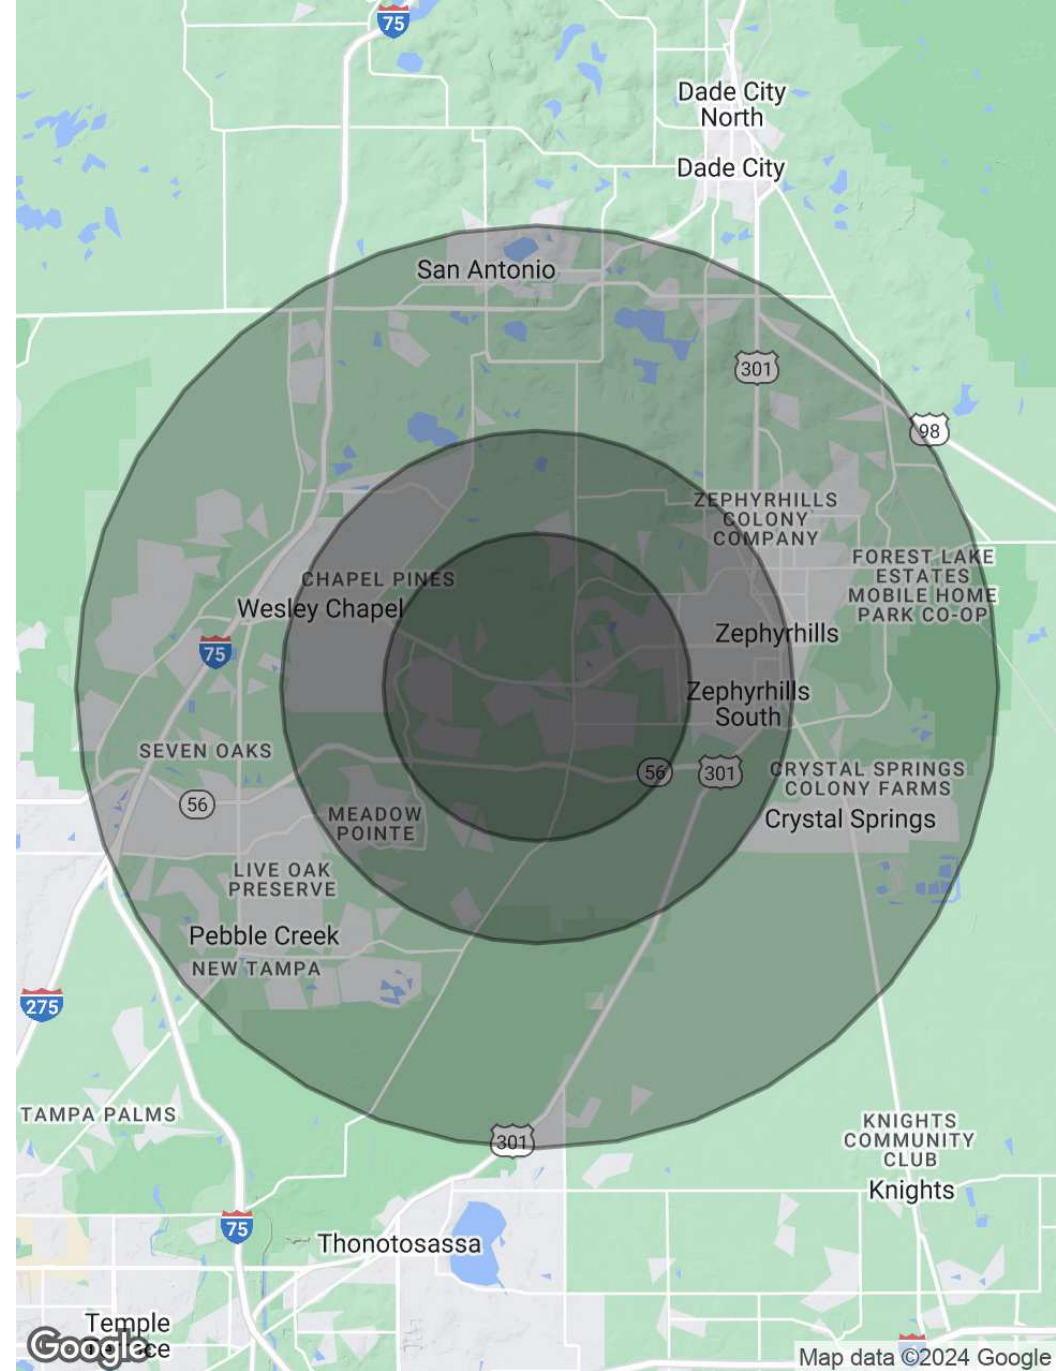 75
Dade City
North
Dade City
San Antonio
301
98
ZEPHYRHILLS
COLONY
COMPANY
FOREST LAKE
ESTATES
MOBILE HOME
PARK CO-OP
CHAPEL PINES
Wesley Chapel
75
Zephyrhills
Zephyrhills
South
SEVEN OAKS
56
301
CRYSTAL SPRINGS
COLONY FARMS
Crystal Springs
56
MEADOW
POINTE
LIVE OAK
PRESERVE
Pebble Creek
NEW TAMPA
275
TAMPA PALMS
301
KNIGHTS
COMMUNITY
CLUB
Knights
75
Thonotosassa
Temple
Google
Map data ©2024 Google